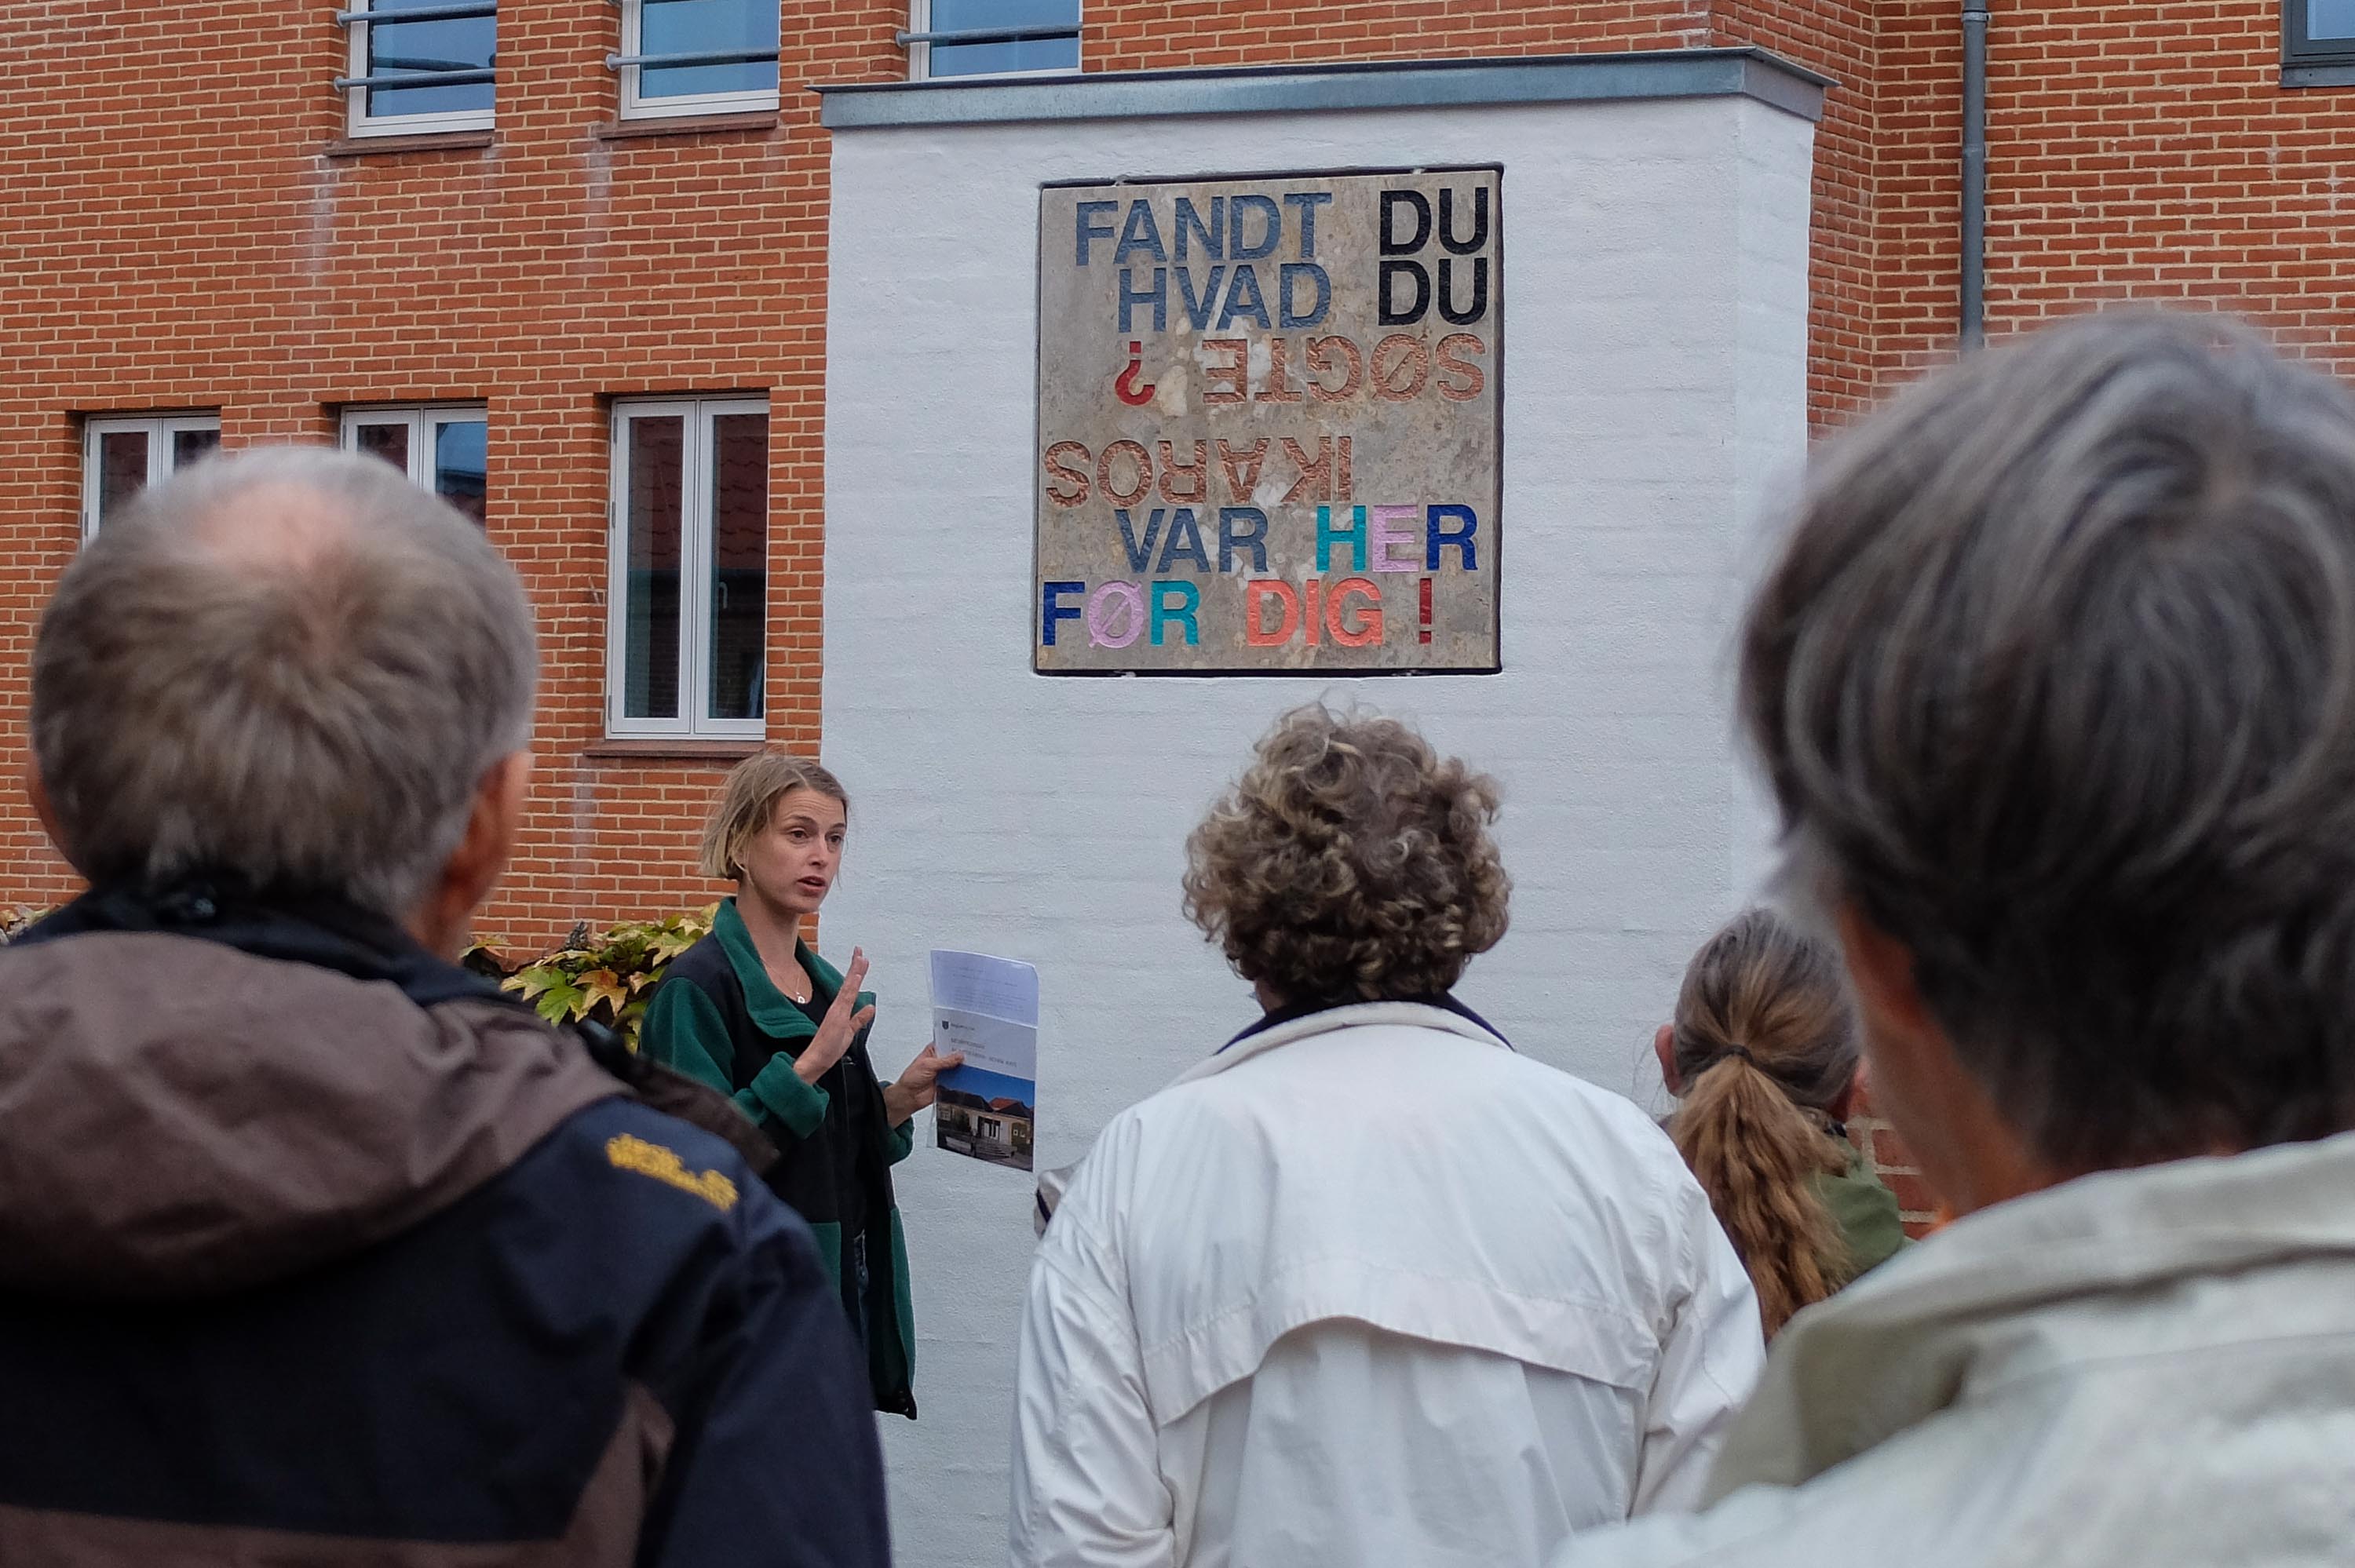 FANDT DU
HVAD DU
SØGTE ?
IKAROS
VAR HER
FØR DIG !